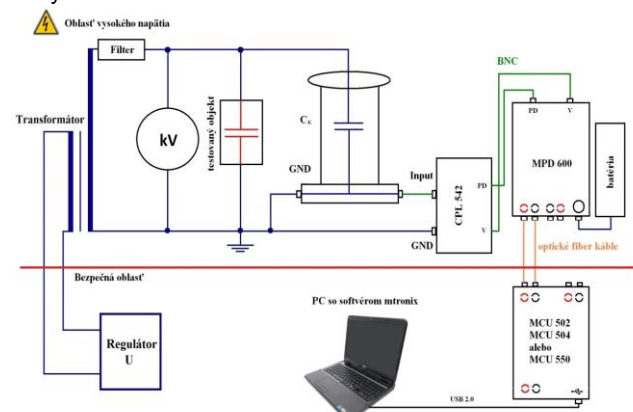 Oblasť vysokého napätia
Filter
BNC
Transformátor
kV
testovaný objekt
CK
GND
Input
CPL 542
PD
V
GND
PD
V
MPD 600
batéria
optické fiber káble
Bezpečná oblasť
Regulátor
U
PC so softvérom mtronix
MCU 502
MCU 504
alebo
MCU 550
USB 2.0